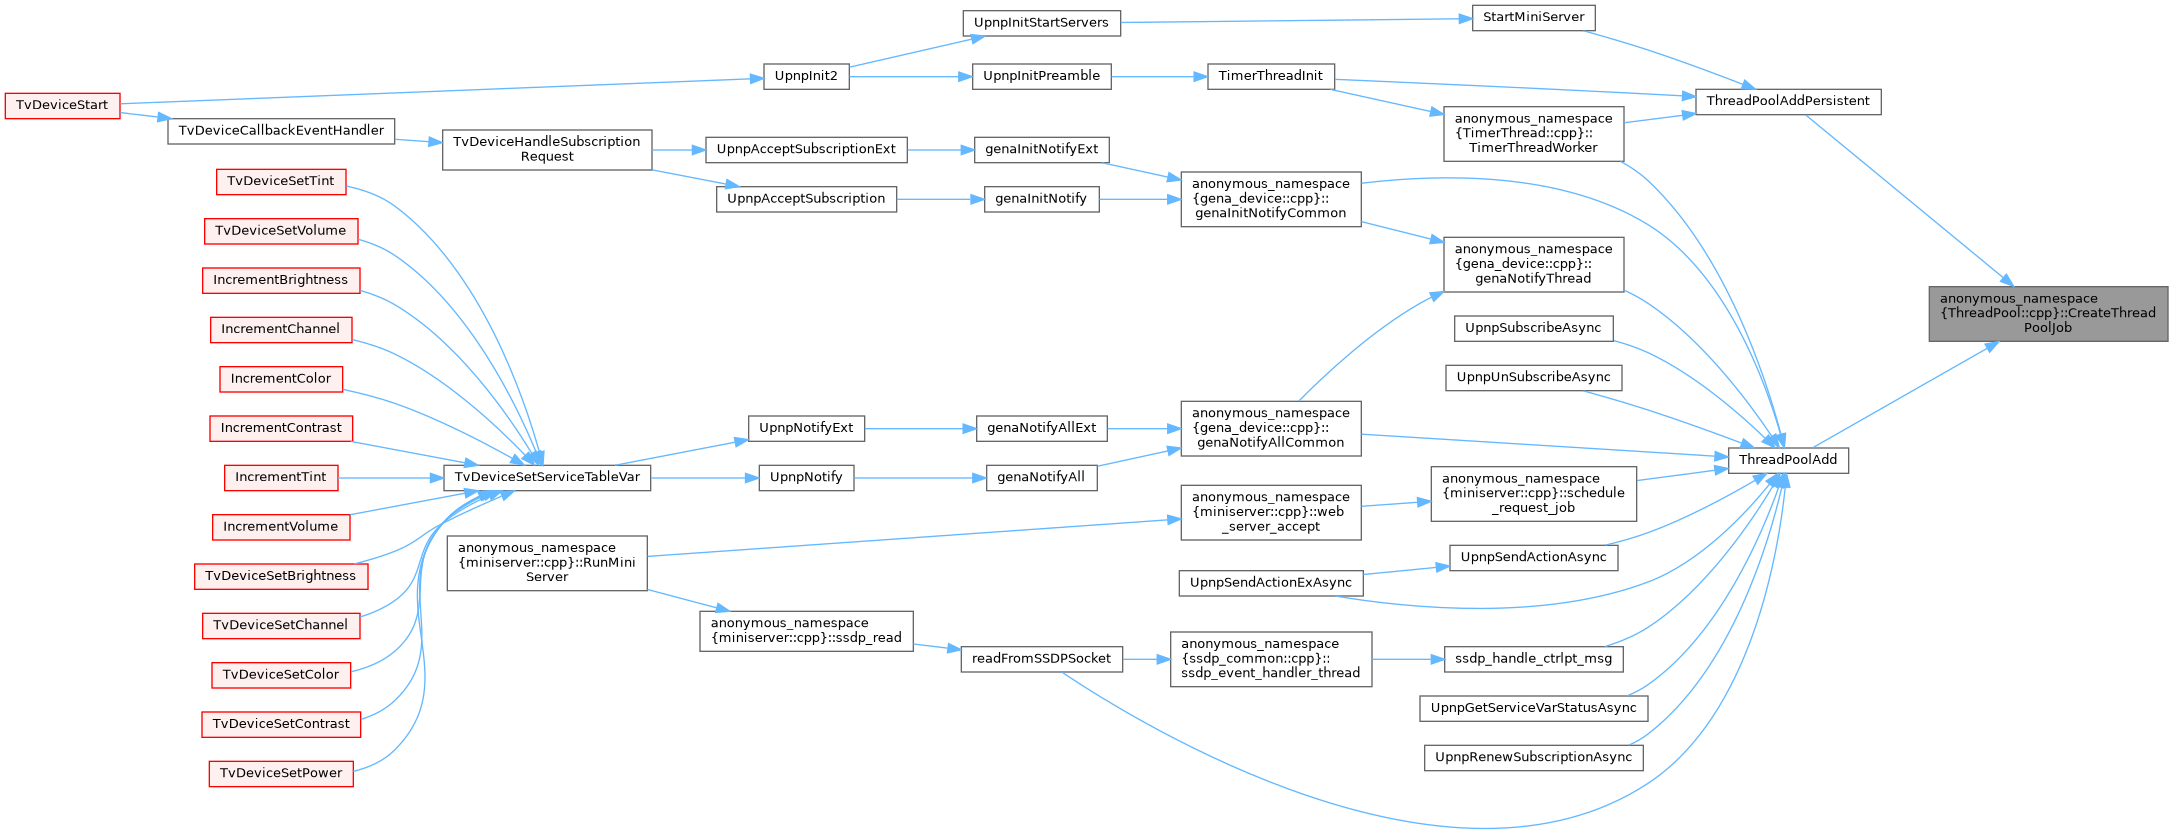 UpnpInitStartServers
StartMiniServer
UpnpInit2
UpnpInitPreamble
TimerThreadInit
TvDeviceStart
ThreadPoolAddPersistent
TvDeviceCallbackEventHandler
TvDeviceHandleSubscription
Request
UpnpAcceptSubscriptionExt
genaInitNotifyExt
anonymous_namespace
{TimerThread::cpp}::
TimerThreadWorker
TvDeviceSetTint
UpnpAcceptSubscription
genaInitNotify
anonymous_namespace
{gena_device::cpp}::
genaInitNotifyCommon
TvDeviceSetVolume
anonymous_namespace
{gena_device::cpp}::
genaNotifyThread
IncrementBrightness
anonymous_namespace
{ThreadPool::cpp}::CreateThread
PoolJob
IncrementChannel
UpnpSubscribeAsync
IncrementColor
UpnpUnSubscribeAsync
IncrementContrast
UpnpNotifyExt
genaNotifyAllExt
anonymous_namespace
{gena_device::cpp}::
genaNotifyAllCommon
ThreadPoolAdd
IncrementTint
TvDeviceSetServiceTableVar
UpnpNotify
genaNotifyAll
anonymous_namespace
{miniserver::cpp}::schedule
_request_job
IncrementVolume
anonymous_namespace
{miniserver::cpp}::web
_server_accept
anonymous_namespace
{miniserver::cpp}::RunMini
Server
UpnpSendActionAsync
TvDeviceSetBrightness
UpnpSendActionExAsync
TvDeviceSetChannel
anonymous_namespace
{miniserver::cpp}::ssdp_read
readFromSSDPSocket
anonymous_namespace
{ssdp_common::cpp}::
ssdp_event_handler_thread
ssdp_handle_ctrlpt_msg
TvDeviceSetColor
UpnpGetServiceVarStatusAsync
TvDeviceSetContrast
UpnpRenewSubscriptionAsync
TvDeviceSetPower